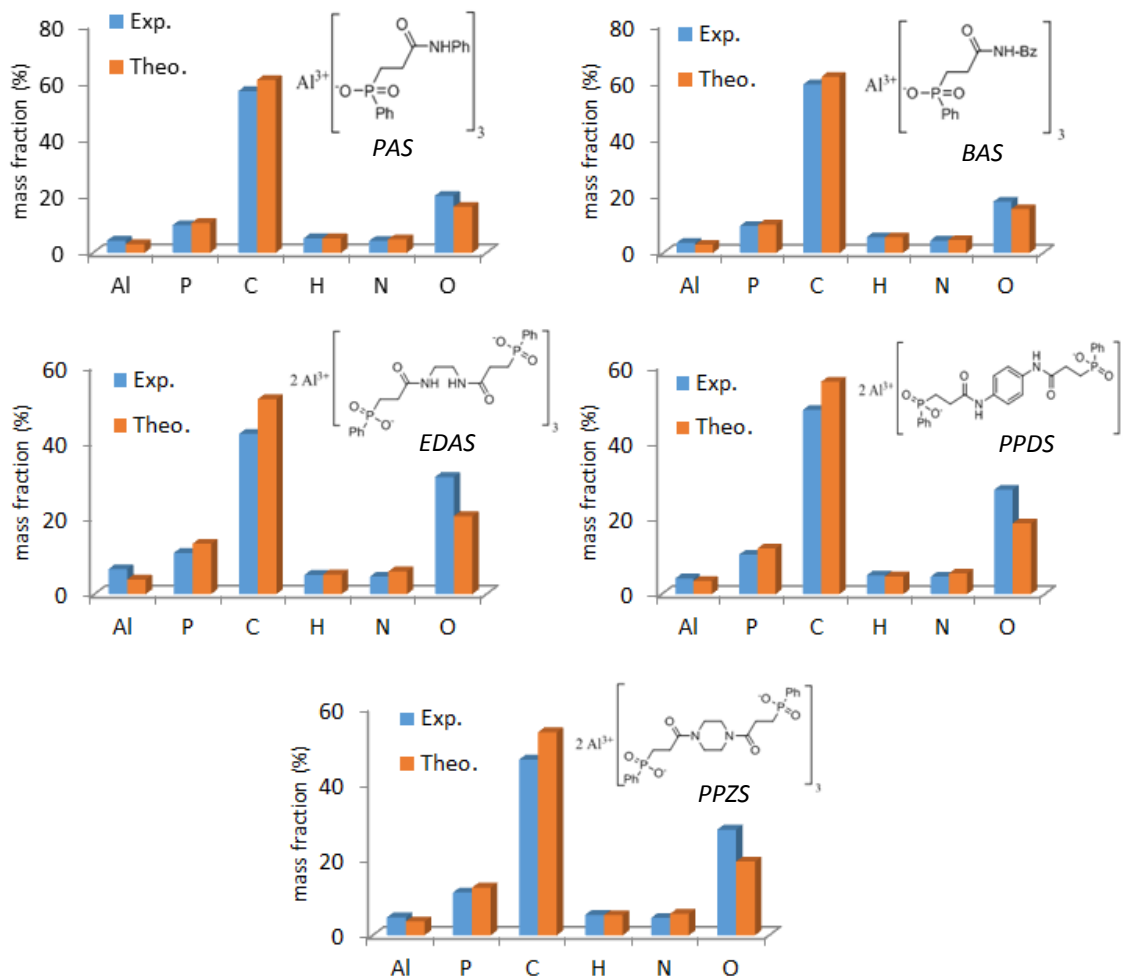 mass fraction (%)
80
60
40
20
0
Exp.
Theo.
Al³⁺
O
NHPh
⁻O-P=O
Ph
3
PAS
Al P C H N O
mass fraction (%)
80
60
40
20
0
Exp.
Theo.
Al³⁺
O
NH-Bz
⁻O-P=O
Ph
3
BAS
Al P C H N O
mass fraction (%)
60
40
20
0
Exp.
Theo.
2 Al³⁺
⁻O Ph
P
O
O
NH HN
O
O
P
Ph O⁻
3
EDAS
Al P C H N O
mass fraction (%)
60
40
20
0
Exp.
Theo.
2 Al³⁺
Ph
⁻O P
O
H
N
O
O
N
H
O
P
Ph O⁻
3
PPDS
Al P C H N O
mass fraction (%)
60
40
20
0
Exp.
Theo.
2 Al³⁺
⁻O Ph
P
O
O
N N
O
O
P
Ph O⁻
3
PPZS
Al P C H N O